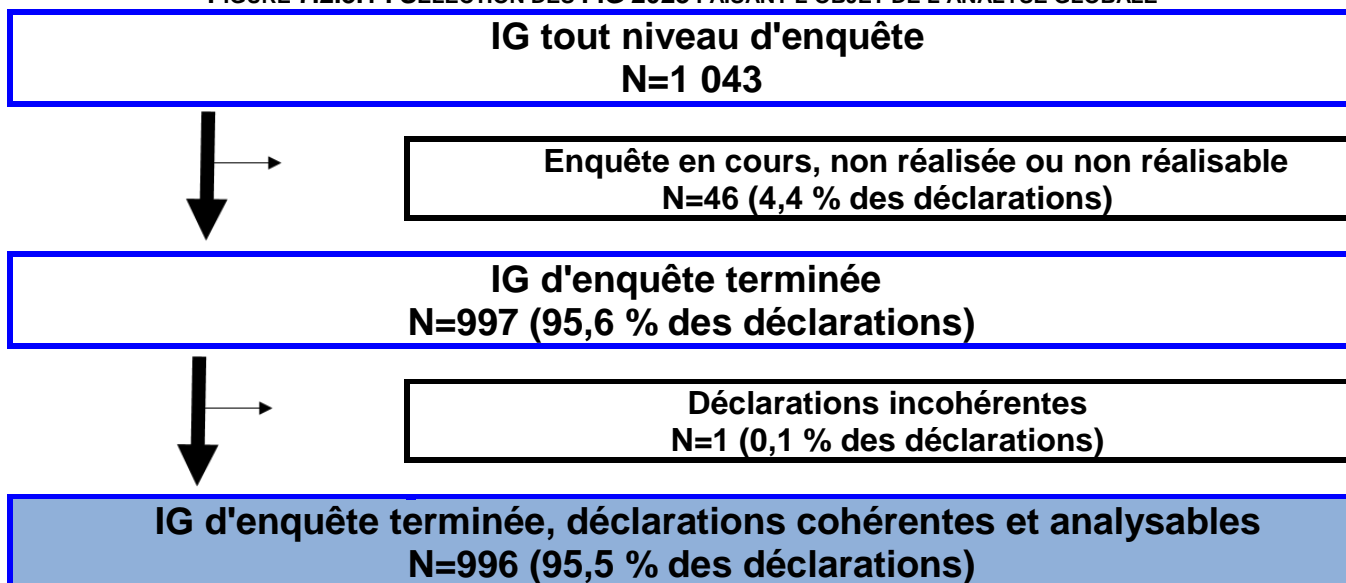 IG tout niveau d'enquête
N=1 043
Enquête en cours, non réalisée ou non réalisable
N=46 (4,4 % des déclarations)
IG d'enquête terminée
N=997 (95,6 % des déclarations)
Déclarations incohérentes
N=1 (0,1 % des déclarations)
IG d'enquête terminée, déclarations cohérentes et analysables
N=996 (95,5 % des déclarations)